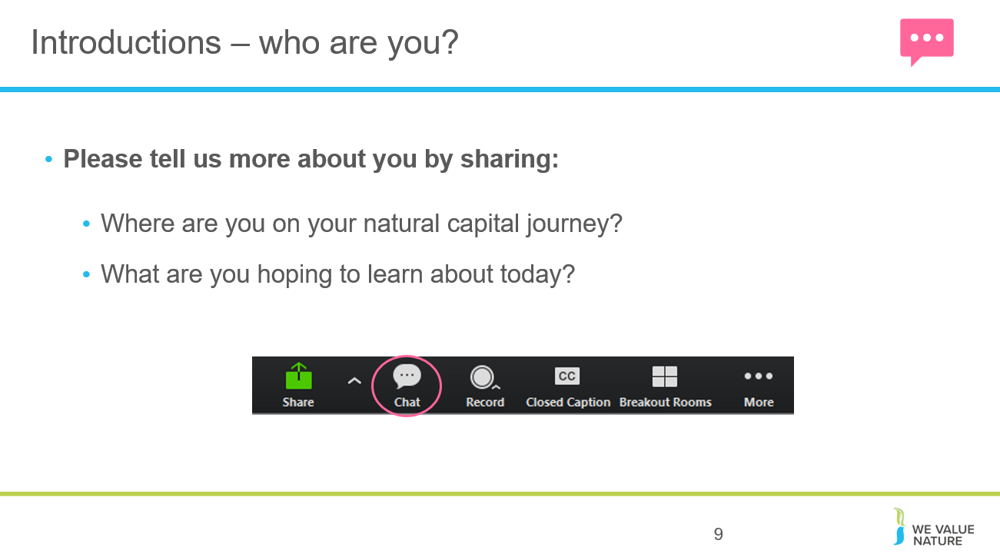 Introductions – who are you?
• Please tell us more about you by sharing:
• Where are you on your natural capital journey?
• What are you hoping to learn about today?
Share Chat Record Closed Caption Breakout Rooms More
CC
9
WE VALUE
NATURE